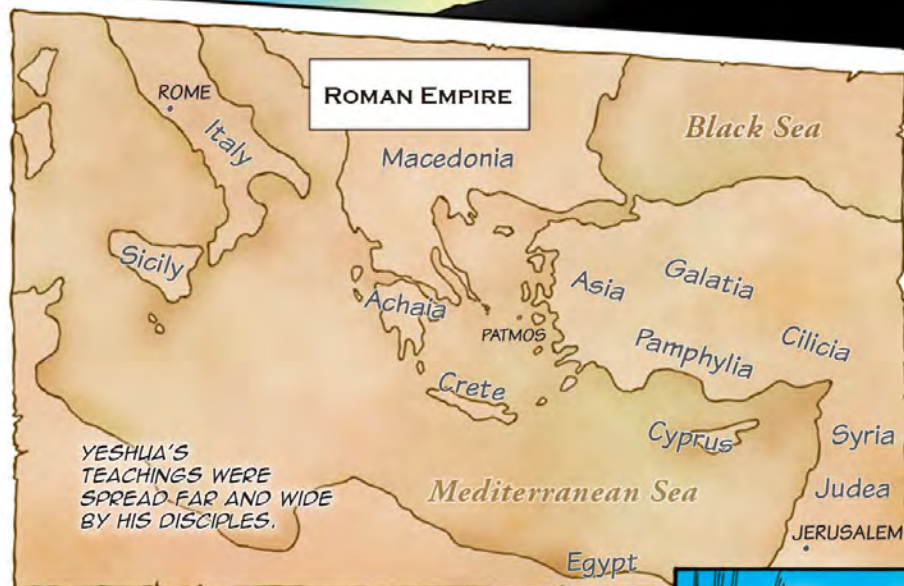 ROMAN EMPIRE
ROME
Italy
Macedonia
Black Sea
Sicily
Achaia
PATMOS
Asia
Galatia
Pamphylia
Cilicia
Crete
Cyprus
Syria
Judea
JERUSALEM
Mediterranean Sea
Egypt
YESHUA'S
TEACHINGS WERE
SPREAD FAR AND WIDE
BY HIS DISCIPLES.